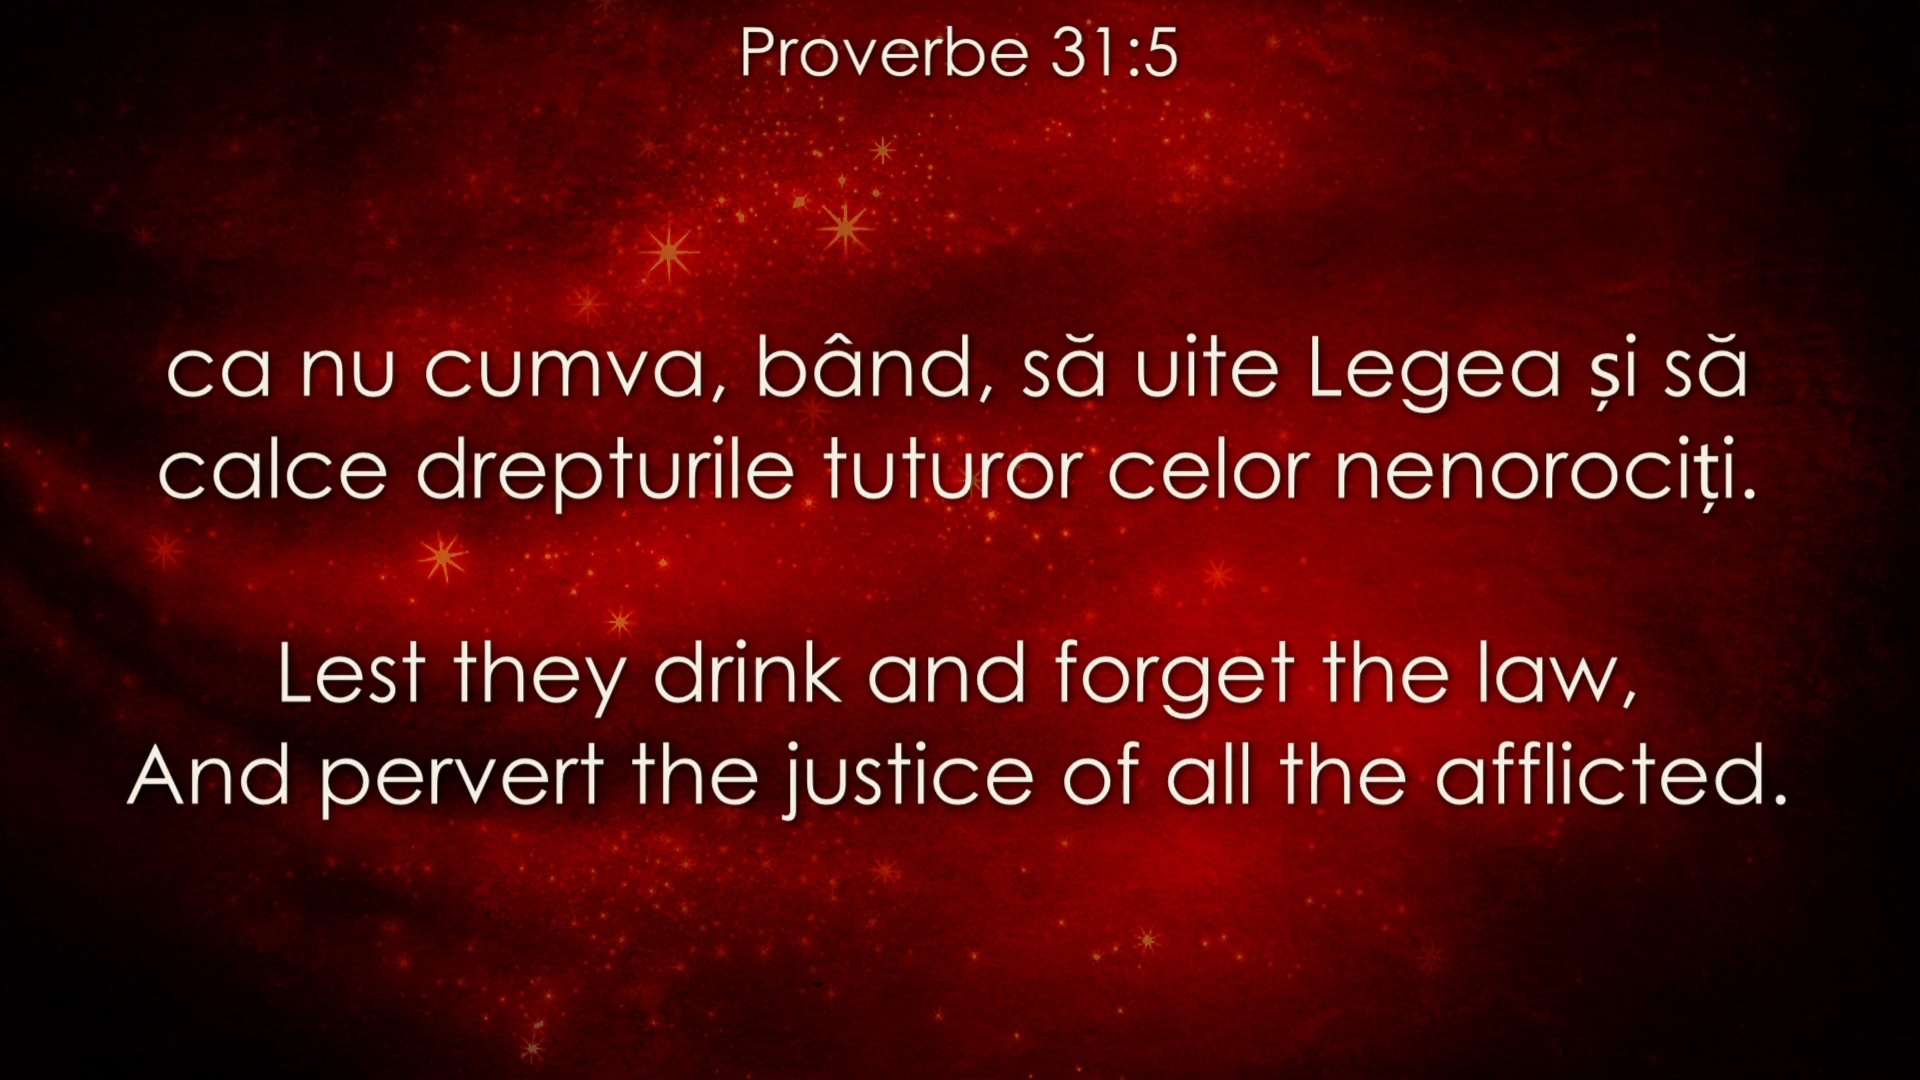 Proverbe 31:5
ca nu cumva, bând, să uite Legea și să
calce drepturile tuturor celor nenorociți.
Lest they drink and forget the law,
And pervert the justice of all the afflicted.